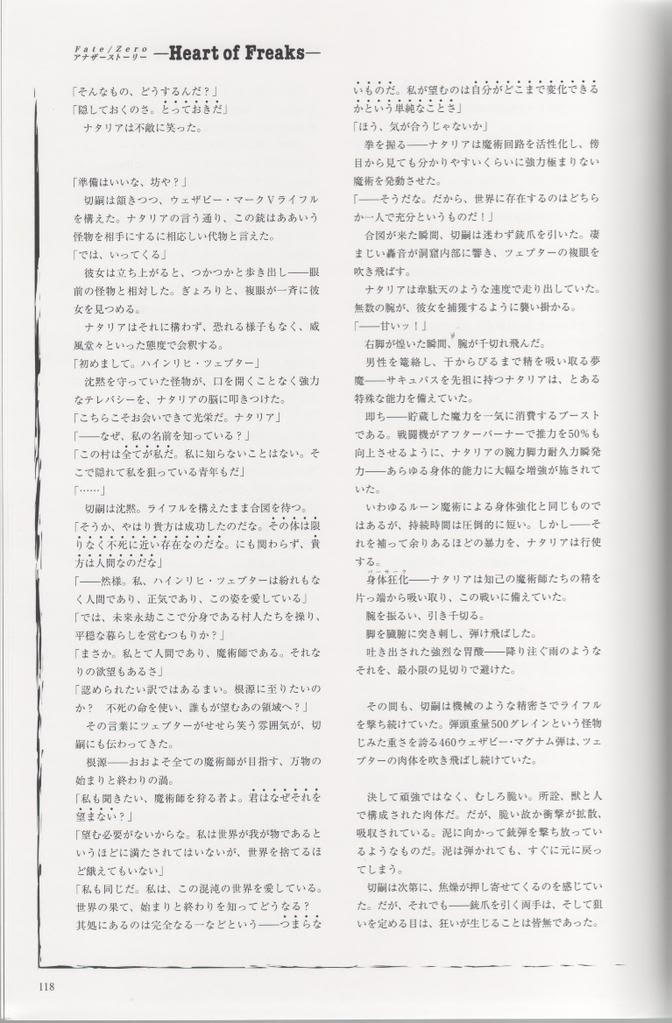 Fate/Zero
アナザーストーリー
―Heart of Freaks―
「そんなもの、どうするんだ？」
「隠しておくのさ。とっておきだ」
　ナタリアは不敵に笑った。
「準備はいいな、坊や？」
　切嗣は頷きつつ、ウェザビー・マークVライフル
を構えた。ナタリアの言う通り、この銃はああいう
怪物を相手にするに相応しい代物と言えた。
「では、いってくる」
　彼女は立ち上がると、つかつかと歩き出し――眼
前の怪物と相対した。ぎょろりと、複眼が一斉に彼
女を見つめる。
　ナタリアはそれに構わず、恐れる様子もなく、威
風堂々といった態度で会釈する。
「初めまして。ハインリヒ・ツェプター」
　沈黙を守っていた怪物が、口を開くことなく強力
なテレパシーを、ナタリアの脳に叩きつけた。
「こちらこそお会いできて光栄だ。ナタリア」
「――なぜ、私の名前を知っている？」
「この村は全てが私だ。私に知らないことはない。そ
こで隠れて私を狙っている青年もだ」
「……」
　切嗣は沈黙。ライフルを構えたまま合図を待つ。
「そうか、やはり貴方は成功したのだな。その体は限
りなく不死に近い存在なのだな。にも関わらず、貴
方は人間なのだな」
「――然様。私、ハインリヒ・ツェプターは紛れもな
く人間であり、正気であり、この姿を愛している」
「では、未来永劫ここで分身である村人たちを操り、
平穏な暮らしを営むつもりか？」
「まさか。私とて人間であり、魔術師である。それな
りの欲望もあるさ」
「認められたい訳ではあるまい。根源に至りたいの
か？　不死の命を使い、誰もが望むあの領域へ？」
　その言葉にツェプターがせせら笑う雰囲気が、切
嗣にも伝わってきた。
　根源――おおよそ全ての魔術師が目指す、万物の
始まりと終わりの渦。
「私も聞きたい、魔術師を狩る者よ。君はなぜそれを
望まない？」
「望む必要がないからな。私は世界が我が物であると
いうほどに満たされてはいないが、世界を捨てるほ
ど餓えてもいない」
「私も同じだ。私は、この混沌の世界を愛している。
世界の果て、始まりと終わりを知ってどうなる？
其処にあるのは完全なる一などという――つまらな
いものだ。私が望むのは自分がどこまで変化できる
かという単純なことさ」
「ほう、気が合うじゃないか」
　拳を握る――ナタリアは魔術回路を活性化し、傍
目から見ても分かりやすいくらいに強力極まりない
魔術を発動させた。
「――そうだな。だから、世界に存在するのはどちら
か一人で充分というものだ！」
　合図が来た瞬間、切嗣は迷わず銃爪を引いた。凄
まじい轟音が洞窟内部に響き、ツェプターの複眼を
吹き飛ばす。
　ナタリアは韋駄天のような速度で走り出していた。
無数の腕が、彼女を捕獲するように襲い掛かる。
「――甘いッ！」
　右脚が煌いた瞬間、腕が千切れ飛んだ。
　男性を篭絡し、干からびるまで精を吸い取る夢
魔――サキュバスを先祖に持つナタリアは、とある
特殊な能力を備えていた。
　即ち――貯蔵した魔力を一気に消費するブースト
である。戦闘機がアフターバーナーで推力を50％も
向上させるように、ナタリアの腕力脚力耐久力瞬発
力――あらゆる身体的能力に大幅な増強が施されて
いた。
　いわゆるルーン魔術による身体強化と同じもので
はあるが、持続時間は圧倒的に短い。しかし――そ
れを補って余りあるほどの暴力を、ナタリアは行使
する。
バーサーク
　身体狂化――ナタリアは知己の魔術師たちの精を
片っ端から吸い取り、この戦いに備えていた。
　腕を振るい、引き千切る。
　脚を臓腑に突き刺し、弾け飛ばした。
　吐き出された強烈な胃酸――降り注ぐ雨のような
それを、最小限の見切りで避けた。
　その間も、切嗣は機械のような精密さでライフル
を撃ち続けていた。弾頭重量500グレインという怪物
じみた重さを誇る460ウェザビー・マグナム弾は、ツェ
プターの肉体を吹き飛ばし続けていた。
　決して頑強ではなく、むしろ脆い。所詮、獣と人
で構成された肉体だ。だが、脆い故か衝撃が拡散、
吸収されている。泥に向かって銃弾を撃ち放ってい
るようなものだ。泥は弾かれても、すぐに元に戻っ
てしまう。
　切嗣は次第に、焦燥が押し寄せてくるのを感じてい
た。だが、それでも――銃爪を引く両手は、そして狙
いを定める目は、狂いが生じることは皆無であった。
118